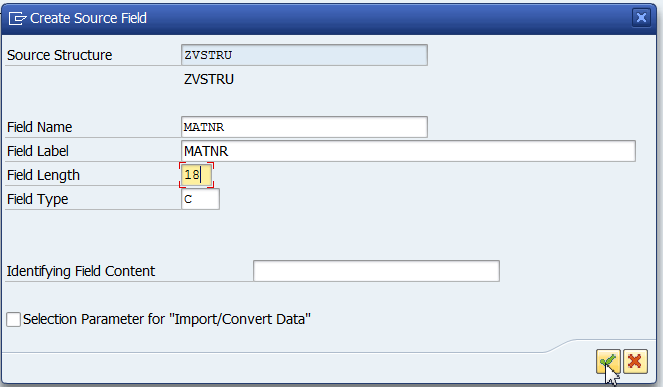 Create Source Field
Source Structure ZVSTRU
ZVSTRU
Field Name MATNR
Field Label MATNR
Field Length 18
Field Type C
Identifying Field Content
Selection Parameter for "Import/Convert Data"